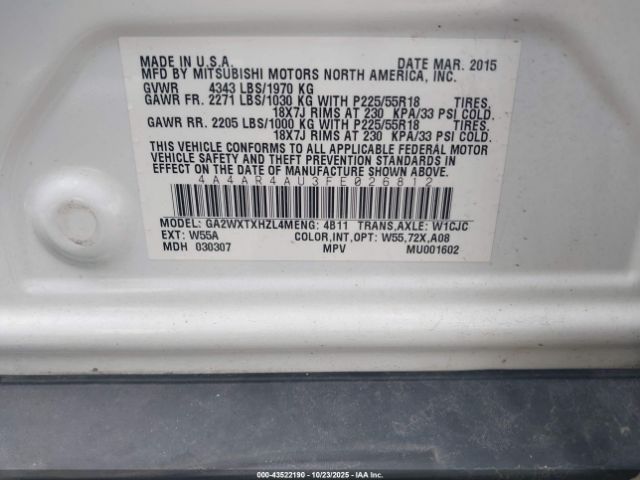 MADE IN U.S.A. DATE MAR. 2015
MFD BY MITSUBISHI MOTORS NORTH AMERICA, INC.
GVWR 4343 LBS/1970 KG
GAWR FR. 2271 LBS/1030 KG WITH P225/55R18 TIRES,
18X7J RIMS AT 230 KPA/33 PSI COLD.
GAWR RR. 2205 LBS/1000 KG WITH P225/55R18 TIRES,
18X7J RIMS AT 230 KPA/33 PSI COLD.
THIS VEHICLE CONFORMS TO ALL APPLICABLE FEDERAL MOTOR
VEHICLE SAFETY AND THEFT PREVENTION STANDARDS IN
EFFECT ON THE DATE OF MANUFACTURE SHOWN ABOVE.
4A4AR4AU3FE026812
MODEL: GA2WXTXHZL4M ENG: 4B11 TRANS,AXLE: W1CJC
EXT: W55A COLOR,INT,OPT: W55,72X,A08
MDH 030307 MPV MU001602
000-43522190 - 10/23/2025 - IAA Inc.